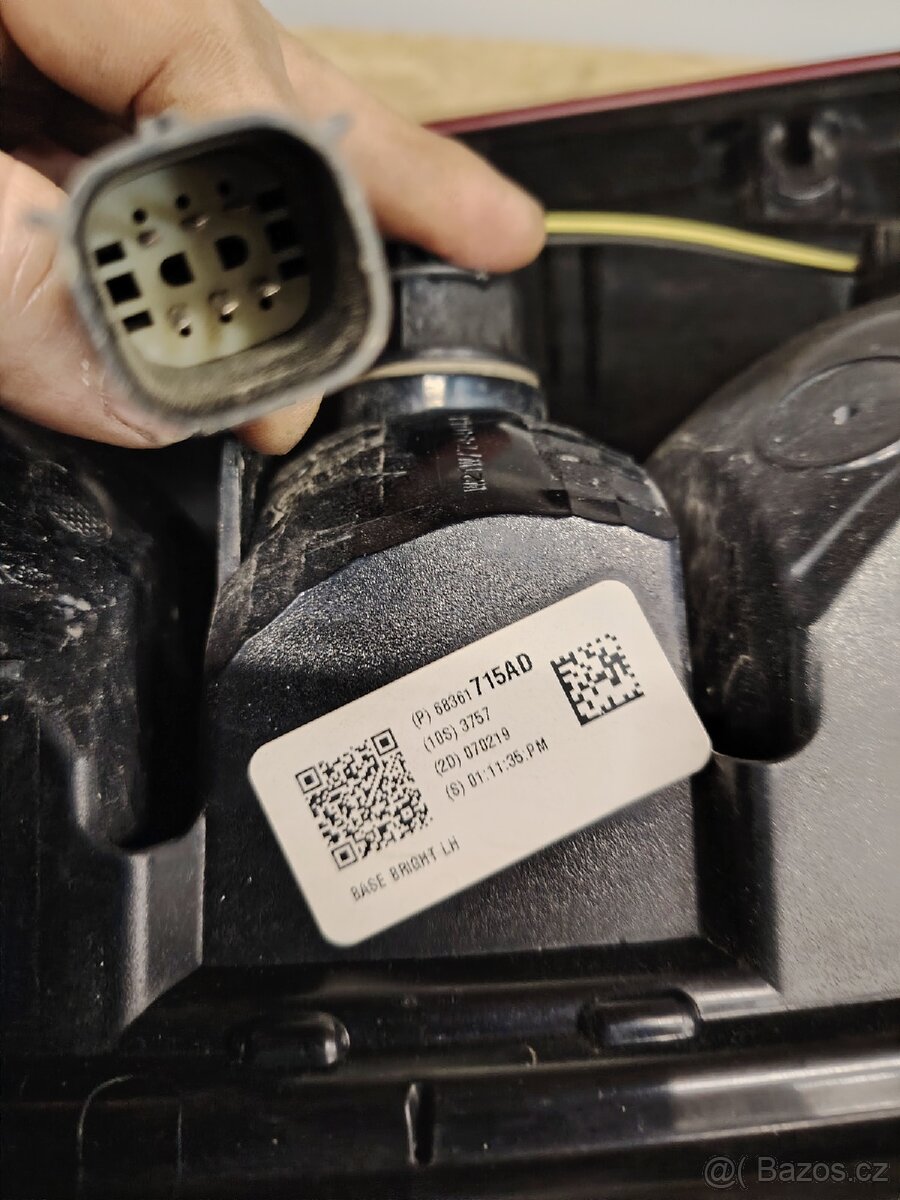 (P) 68361715AD
(10S) 3757
(2D) 070219
(S) 01:11:35.PM
BASE BRIGHT LH
@( Bazos.cz